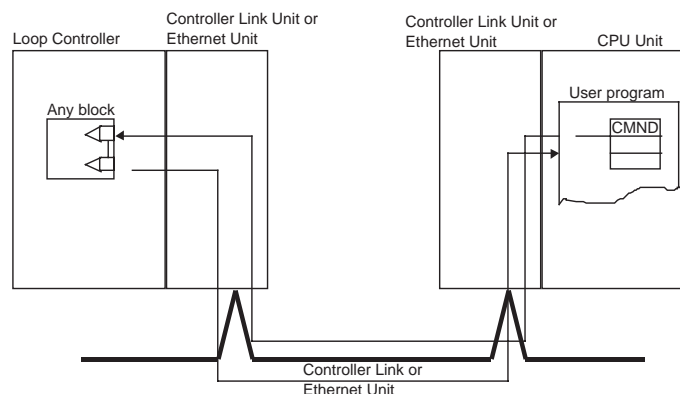 Controller Link Unit or
Ethernet Unit
Loop Controller
Any block
Controller Link Unit or
Ethernet Unit
CPU Unit
User program
CMND
Controller Link or
Ethernet Unit